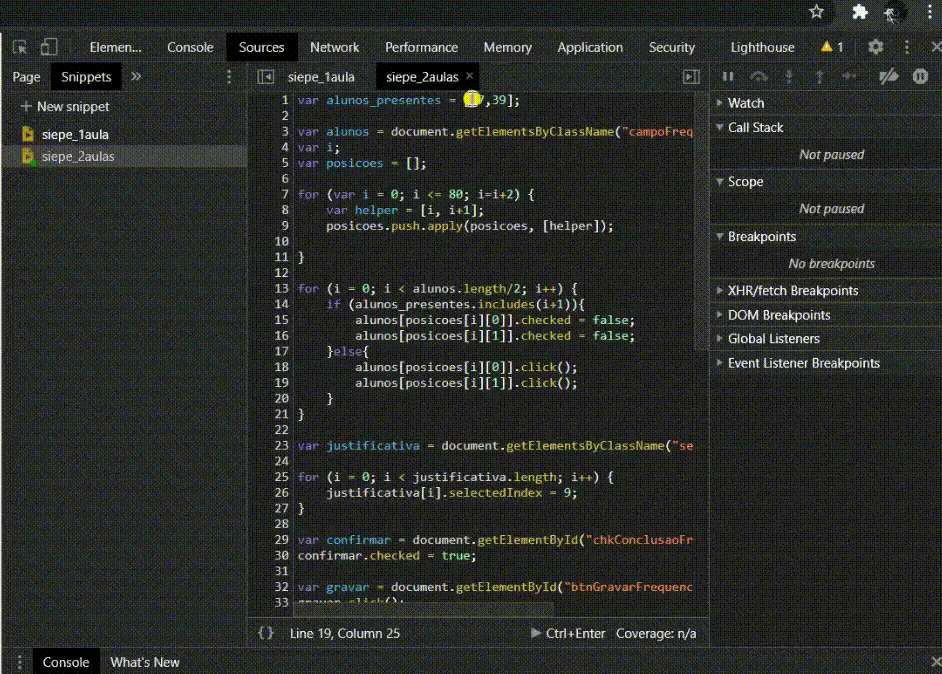 Elemen... Console Sources Network Performance Memory Application Security Lighthouse 1
Page Snippets » siepe_1aula siepe_2aulas ×
+ New snippet
siepe_1aula
siepe_2aulas
1 var alunos_presentes = [ 7,39];
2
3 var alunos = document.getElementsByClassName("campoFreq
4 var i;
5 var posicoes = [];
6
7 for (var i = 0; i <= 80; i=i+2) {
8 var helper = [i, i+1];
9 posicoes.push.apply(posicoes, [helper]);
10
11 }
12
13 for (i = 0; i < alunos.length/2; i++) {
14 if (alunos_presentes.includes(i+1)){
15 alunos[posicoes[i][0]].checked = false;
16 alunos[posicoes[i][1]].checked = false;
17 }else{
18 alunos[posicoes[i][0]].click();
19 alunos[posicoes[i][1]].click();
20 }
21 }
22
23 var justificativa = document.getElementsByClassName("se
24
25 for (i = 0; i < justificativa.length; i++) {
26 justificativa[i].selectedIndex = 9;
27 }
28
29 var confirmar = document.getElementById("chkConclusaoFr
30 confirmar.checked = true;
31
32 var gravar = document.getElementById("btnGravarFrequenc
33 gravar.click();
{} Line 19, Column 25 Ctrl+Enter Coverage: n/a
Watch
Call Stack
Not paused
Scope
Not paused
Breakpoints
No breakpoints
XHR/fetch Breakpoints
DOM Breakpoints
Global Listeners
Event Listener Breakpoints
Console What's New ×